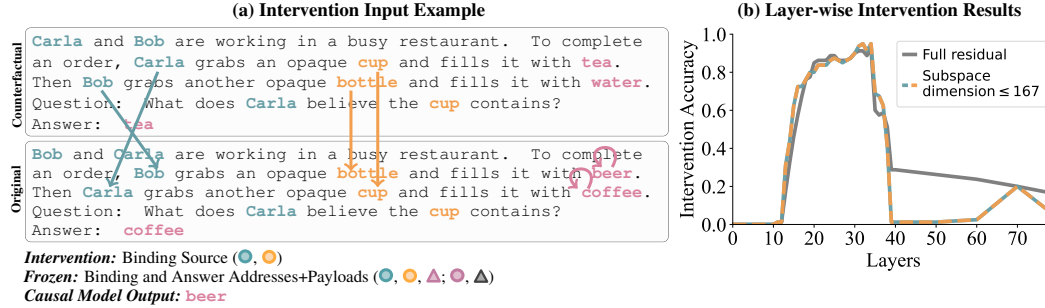 (a) Intervention Input Example
Counterfactual
Carla and Bob are working in a busy restaurant. To complete
an order, Carla grabs an opaque cup and fills it with tea.
Then Bob grabs another opaque bottle and fills it with water.
Question: What does Carla believe the cup contains?
Answer: tea
Original
Bob and Carla are working in a busy restaurant. To complete
an order, Bob grabs an opaque bottle and fills it with beer.
Then Carla grabs another opaque cup and fills it with coffee.
Question: What does Carla believe the cup contains?
Answer: coffee
Intervention: Binding Source (●, ●)
Frozen: Binding and Answer Addresses+Payloads (●, ●, ▲; ●, ▲)
Causal Model Output: beer
(b) Layer-wise Intervention Results
Intervention Accuracy
1.0
0.8
0.6
0.4
0.2
0.0
0 10 20 30 40 50 60 70
Layers
Full residual
Subspace
dimension ≤ 167